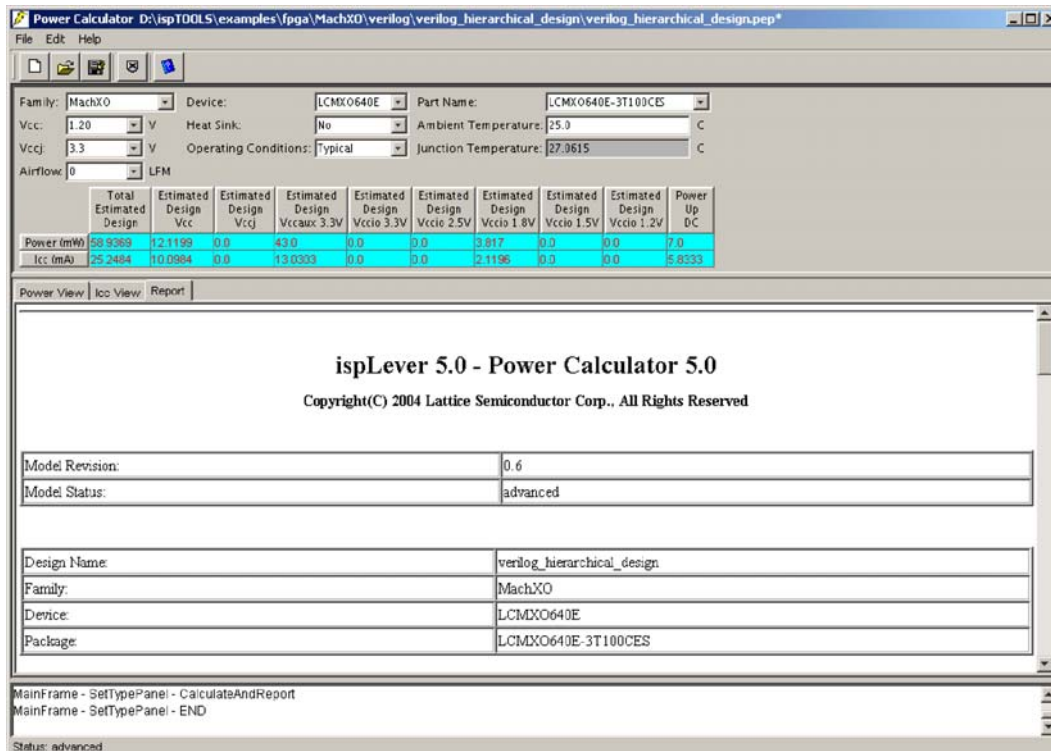 Power Calculator D:\ispTOOLS\examples\fpga\MachXO\verilog\verilog_hierarchical_design\verilog_hierarchical_design.pep*
File Edit Help
Family: MachXO Device: LCMXO640E Part Name: LCMXO640E-3T100CES
Vcc: 1.20 V Heat Sink: No Ambient Temperature: 25.0 C
Vccj: 3.3 V Operating Conditions: Typical Junction Temperature: 27.0615 C
Airflow: 0 LFM
Total Estimated Design Estimated Design Vcc Estimated Design Vccj Estimated Design Vccaux 3.3V Estimated Design Vccio 3.3V Estimated Design Vccio 2.5V Estimated Design Vccio 1.8V Estimated Design Vccio 1.5V Estimated Design Vccio 1.2V Power Up DC
Power (mW) 58.9369 12.1199 0.0 43.0 0.0 0.0 3.817 0.0 0.0 7.0
Icc (mA) 25.2484 10.0984 0.0 13.0303 0.0 0.0 2.1196 0.0 0.0 5.8333
Power View Icc View Report
ispLever 5.0 - Power Calculator 5.0
Copyright(C) 2004 Lattice Semiconductor Corp., All Rights Reserved
Model Revision: 0.6
Model Status: advanced
Design Name: verilog_hierarchical_design
Family: MachXO
Device: LCMXO640E
Package: LCMXO640E-3T100CES
MainFrame - SetTypePanel - CalculateAndReport
MainFrame - SetTypePanel - END
Status: advanced